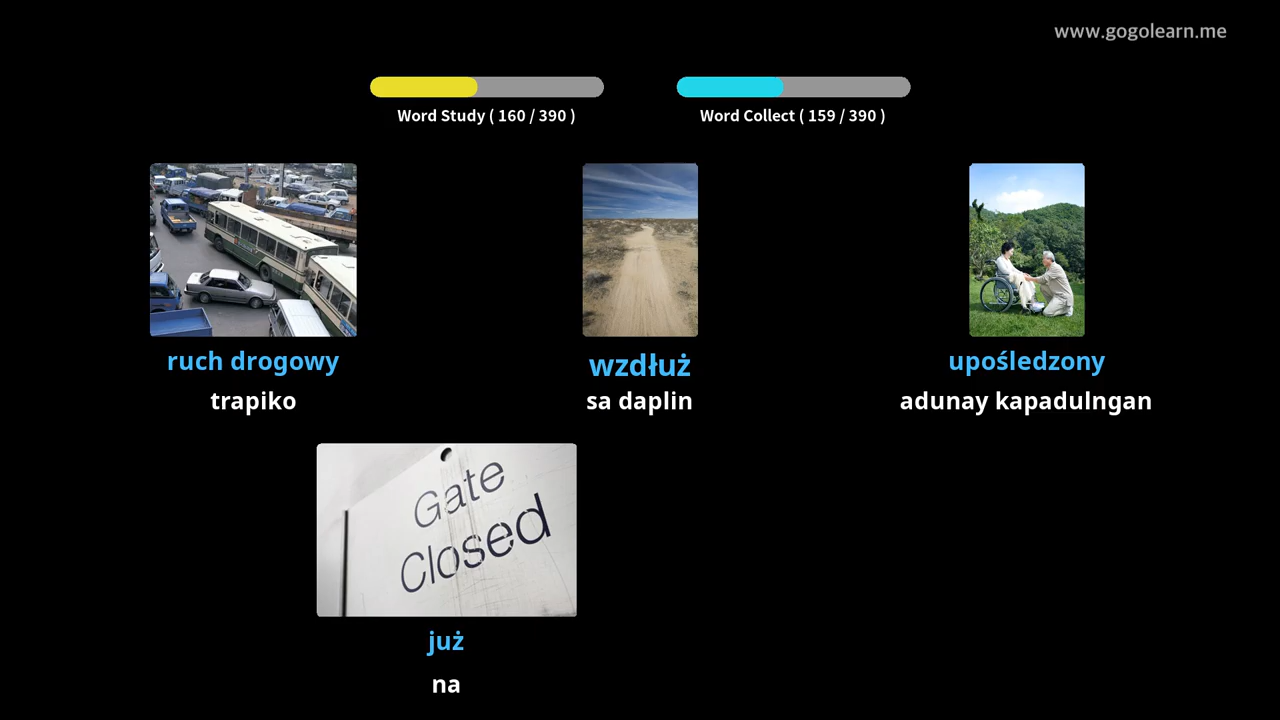 www.gogolearn.me
Word Study ( 160 / 390 )
Word Collect ( 159 / 390 )
ruch drogowy
trapiko
wzdłuż
sa daplin
upośledzony
adunay kapadulngan
Gate
Closed
już
na